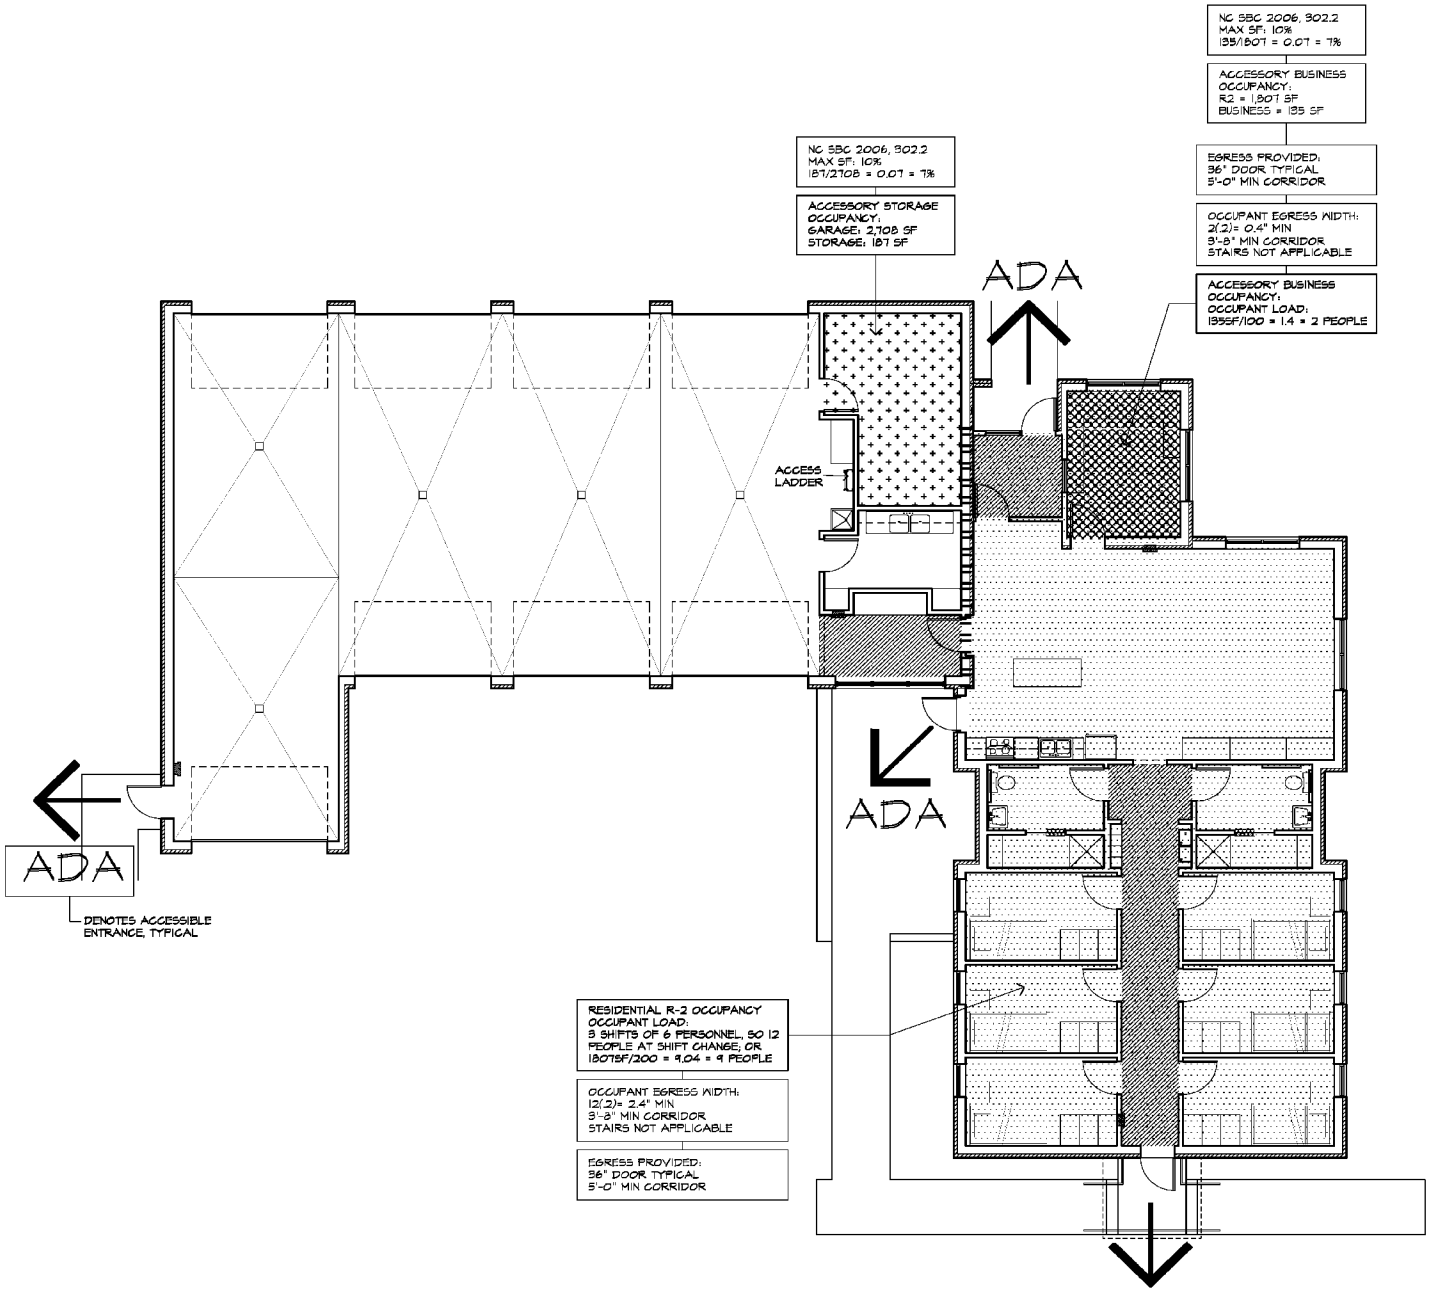 NC SBC 2006, 302.2
MAX SF: 10%
135/1807 = 0.07 = 7%
ACCESSORY BUSINESS
OCCUPANCY:
R2 = 1,807 SF
BUSINESS = 135 SF
EGRESS PROVIDED:
36" DOOR TYPICAL
5'-0" MIN CORRIDOR
OCCUPANT EGRESS WIDTH:
2(.2)= 0.4" MIN
3'-8" MIN CORRIDOR
STAIRS NOT APPLICABLE
ACCESSORY BUSINESS
OCCUPANCY:
OCCUPANT LOAD:
135SF/100 = 1.4 = 2 PEOPLE
NC SBC 2006, 302.2
MAX SF: 10%
187/2708 = 0.07 = 7%
ACCESSORY STORAGE
OCCUPANCY:
GARAGE: 2,708 SF
STORAGE: 187 SF
ADA
ACCESS
LADDER
ADA
ADA
DENOTES ACCESSIBLE
ENTRANCE, TYPICAL
RESIDENTIAL R-2 OCCUPANCY
OCCUPANT LOAD:
3 SHIFTS OF 6 PERSONNEL, SO 12
PEOPLE AT SHIFT CHANGE; OR
1807SF/200 = 9.04 = 9 PEOPLE
OCCUPANT EGRESS WIDTH:
12(.2)= 2.4" MIN
3'-8" MIN CORRIDOR
STAIRS NOT APPLICABLE
EGRESS PROVIDED:
36" DOOR TYPICAL
5'-0" MIN CORRIDOR